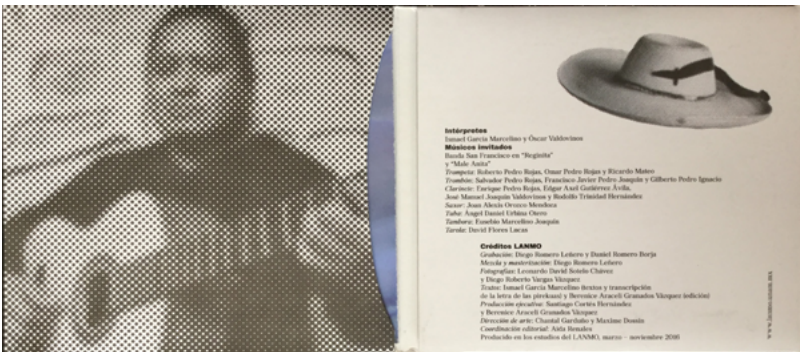 Intérpretes
Ismael García Marcelino y Óscar Valdovinos
Músicos invitados
Banda San Francisco en "Reginita"
y "Male Anita"
Trompeta: Roberto Pedro Rojas, Omar Pedro Rojas y Ricardo Mateo
Trombón: Salvador Pedro Rojas, Francisco Javier Pedro Joaquín y Gilberto Pedro Ignacio
Clarinete: Enrique Pedro Rojas, Edgar Axel Gutiérrez Ávila,
José Manuel Joaquín Valdovinos y Rodolfo Trinidad Hernández
Saxor: Joan Alexis Orozco Mendoza
Tuba: Ángel Daniel Urbina Otero
Tambora: Eusebio Marcelino Joaquín
Tarola: David Flores Lucas
Créditos LANMO
Grabación: Diego Romero Leñero y Daniel Romero Borja
Mezcla y masterización: Diego Romero Leñero
Fotografías: Leonardo David Sotelo Chávez
y Diego Roberto Vargas Vázquez
Textos: Ismael García Marcelino (textos y transcripción
de la letra de las pirekuas) y Berenice Araceli Granados Vázquez (edición)
Producción ejecutiva: Santiago Cortés Hernández
y Berenice Araceli Granados Vázquez
Dirección de arte: Chantal Garduño y Maxime Dossin
Coordinación editorial: Aida Renales
Producido en los estudios del LANMO, marzo – noviembre 2016
www.lanmo.unam.mx